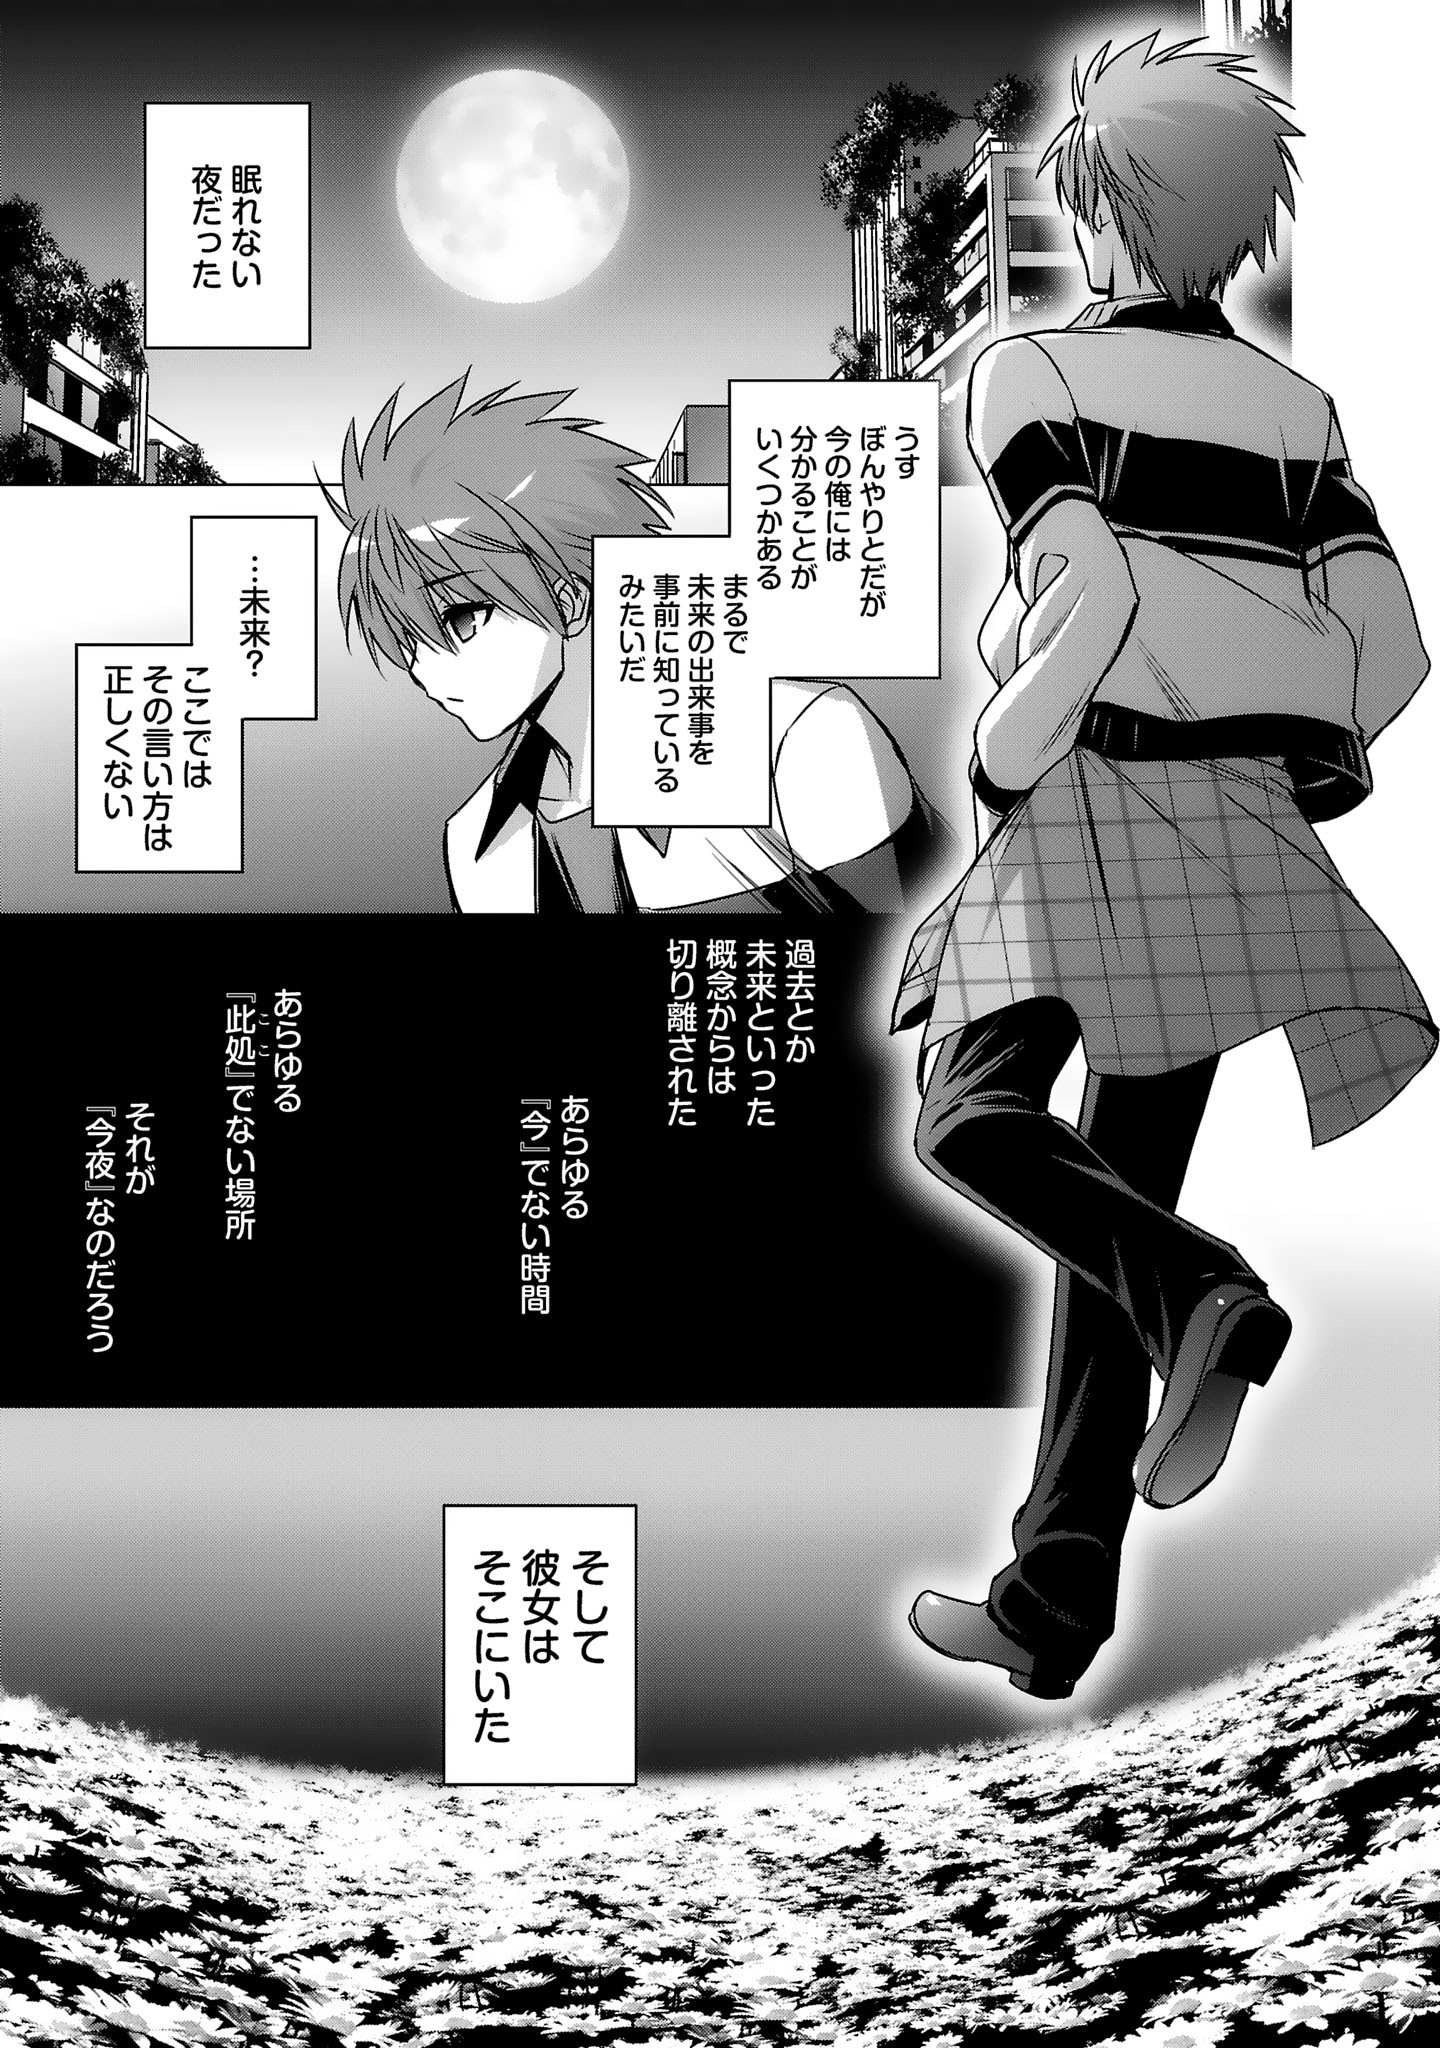 眠れない
夜だった
うす
ぼんやりとだが
今の俺には
分かることが
いくつかある
まるで
未来の出来事を
事前に知っている
みたいだ
…未来？
ここでは
その言い方は
正しくない
過去とか
未来といった
概念からは
切り離された
あらゆる
『今』でない時間
あらゆる
『此処』でない場所
ここ
それが
『今夜』なのだろう
そして
彼女は
そこにいた